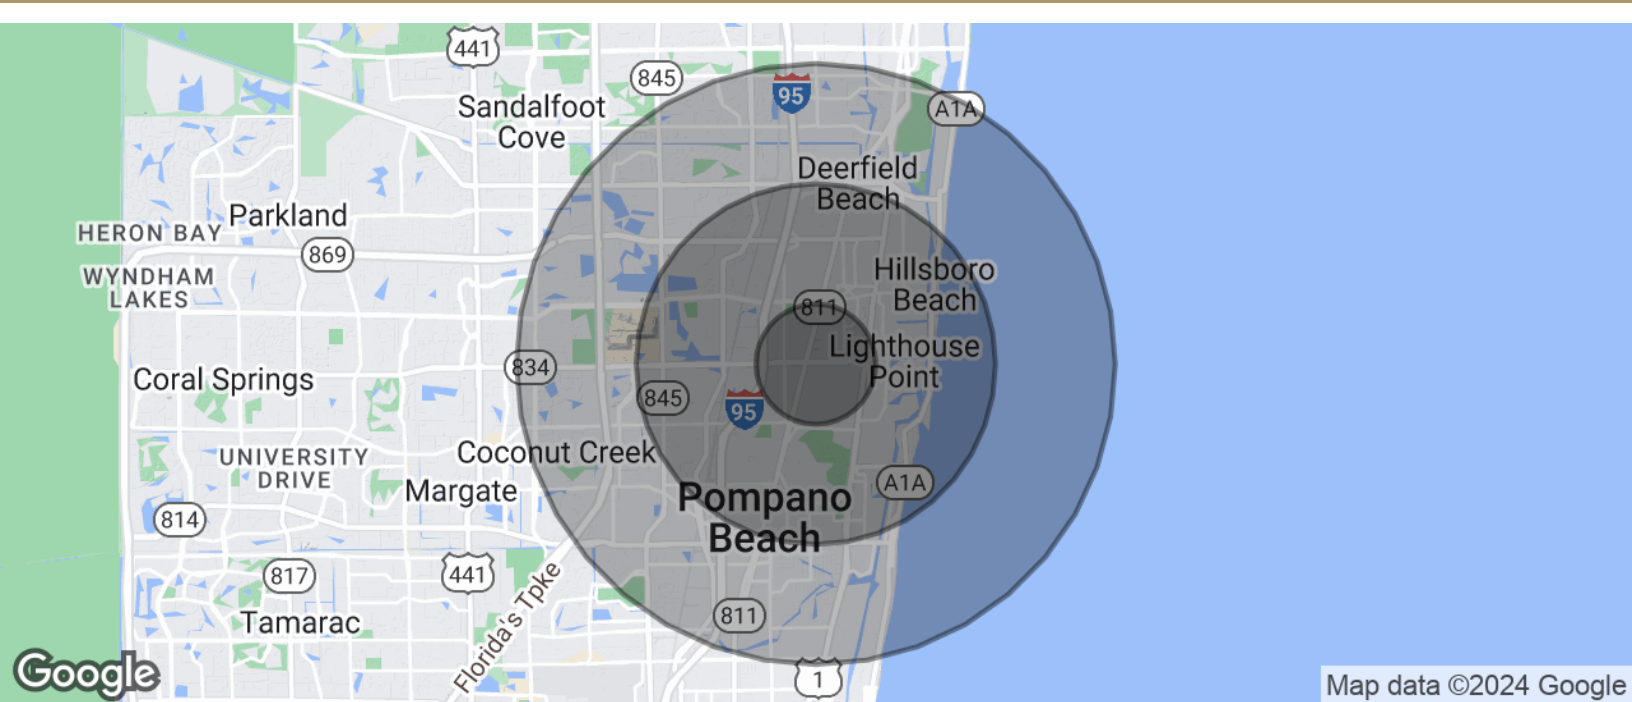 441
845
95
A1A
Sandalfoot
Cove
Deerfield
Beach
Parkland
HERON BAY
869
WYNDHAM
LAKES
Hillsboro
Beach
811
Lighthouse
Point
834
Coral Springs
845
95
Coconut Creek
UNIVERSITY
DRIVE
Margate
A1A
Pompano
Beach
814
441
817
Florida's Tpke
811
Tamarac
Google
1
Map data ©2024 Google